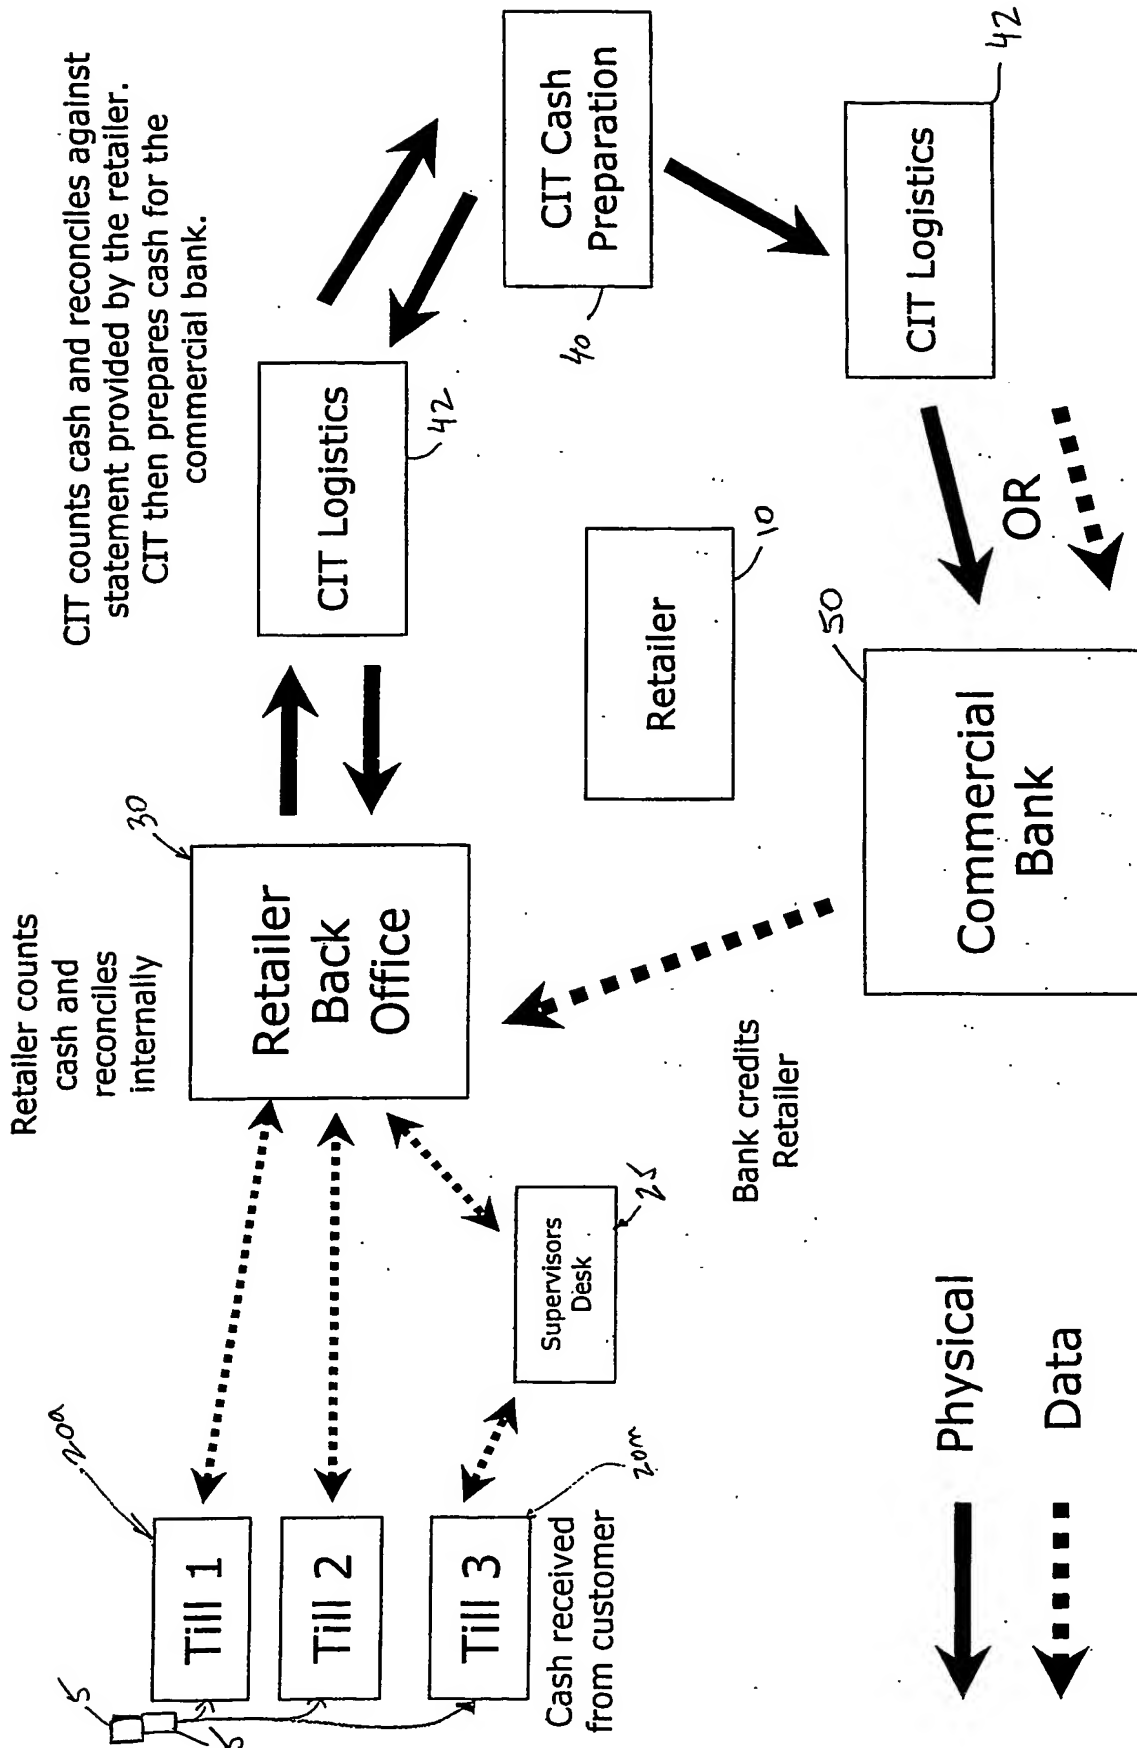 CIT counts cash and reconciles against
statement provided by the retailer.
CIT then prepares cash for the
commercial bank.
Retailer counts
cash and
reconciles
internally
5
5
20a
Till 1
Till 2
Till 3
20n
Cash received
from customer
Supervisors
Desk
25
30
Retailer
Back
Office
CIT Logistics
42
CIT Cash
Preparation
40
Retailer
10
CIT Logistics
42
OR
50
Commercial
Bank
Bank credits
Retailer
Physical
Data